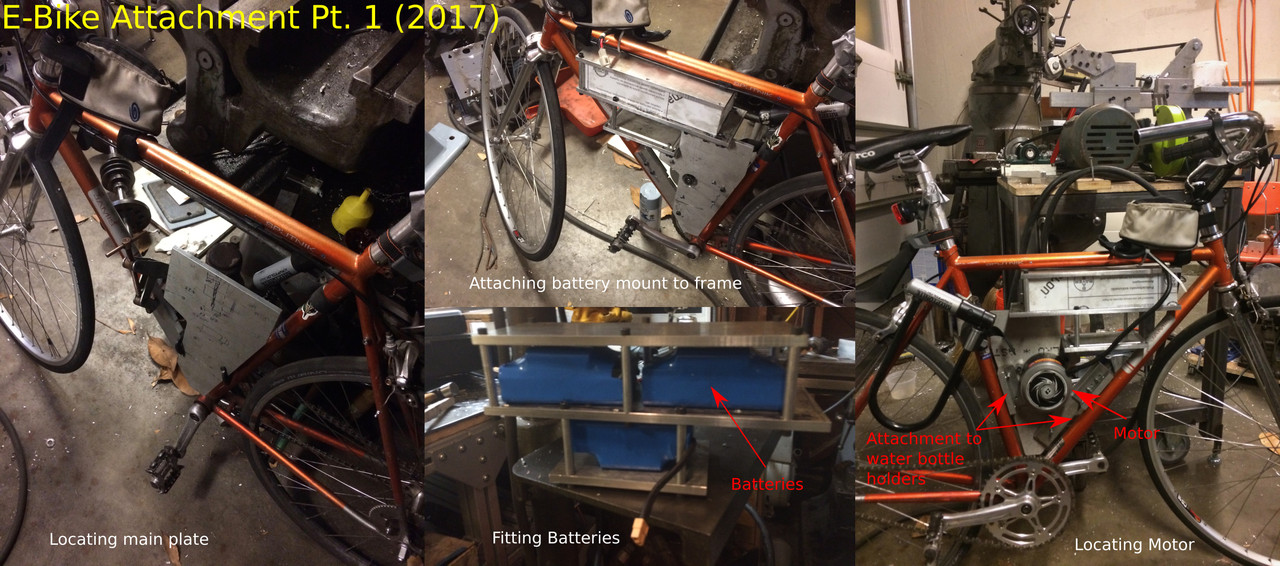 E-Bike Attachment Pt. 1 (2017)
Locating main plate
Attaching battery mount to frame
Batteries
Fitting Batteries
Attachment to
water bottle
holders
Motor
Locating Motor